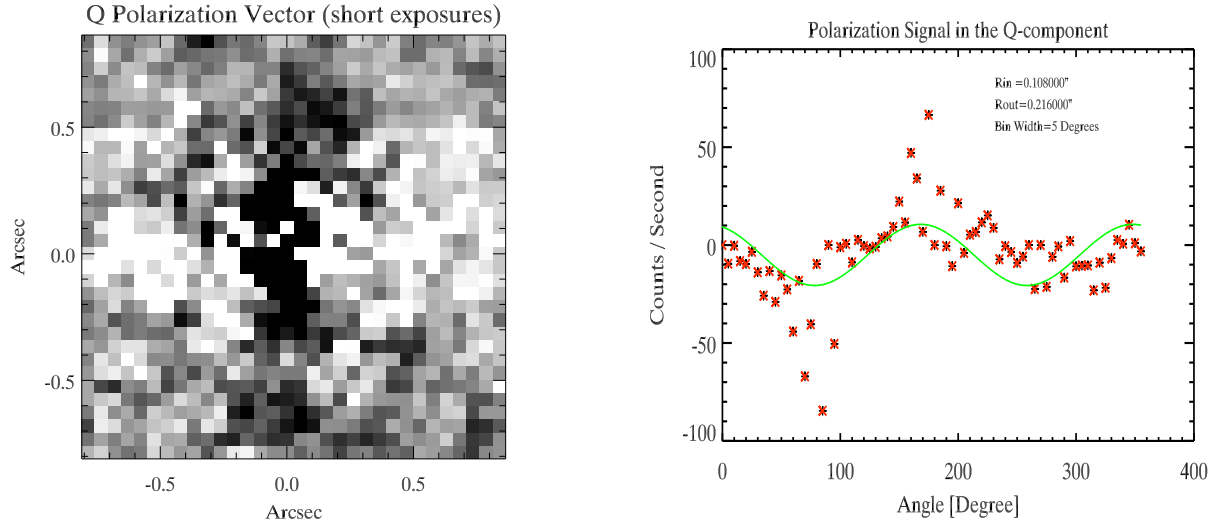 Q Polarization Vector (short exposures)
0.5
0.0
-0.5
Arcsec
-0.5
0.0
0.5
Arcsec
Polarization Signal in the Q-component
Rin =0.108000"
Rout=0.216000"
Bin Width=5 Degrees
100
50
0
-50
-100
Counts / Second
0
100
200
300
400
Angle [Degree]